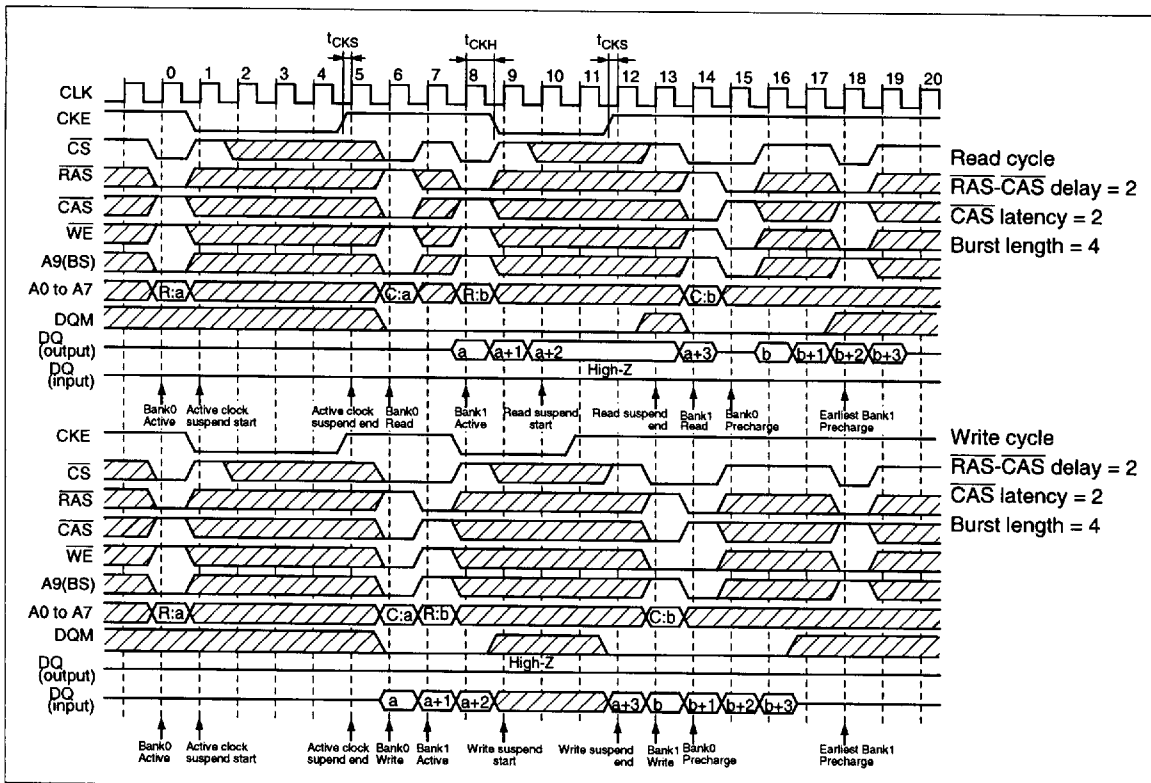 tCKS
tCKH
tCKS
0 1 2 3 4 5 6 7 8 9 10 11 12 13 14 15 16 17 18 19 20
CLK
CKE
CS
RAS
CAS
WE
A9(BS)
A0 to A7
R:a
C:a
R:b
C:b
DQM
DQ
(output)
a
a+1
a+2
a+3
b
b+1
b+2
b+3
High-Z
DQ
(input)
Bank0
Active
Active clock
suspend start
Active clock
suspend end
Bank0
Read
Bank1
Active
Read suspend
start
Read suspend
end
Bank1
Read
Bank0
Precharge
Earliest Bank1
Precharge
Read cycle
RAS-CAS delay = 2
CAS latency = 2
Burst length = 4
CKE
CS
RAS
CAS
WE
A9(BS)
A0 to A7
R:a
C:a
R:b
C:b
DQM
High-Z
DQ
(output)
DQ
(input)
a
a+1
a+2
a+3
b
b+1
b+2
b+3
Bank0
Active
Active clock
suspend start
Active clock
supend end
Bank0
Write
Bank1
Active
Write suspend
start
Write suspend
end
Bank1
Write
Bank0
Precharge
Earliest Bank1
Precharge
Write cycle
RAS-CAS delay = 2
CAS latency = 2
Burst length = 4